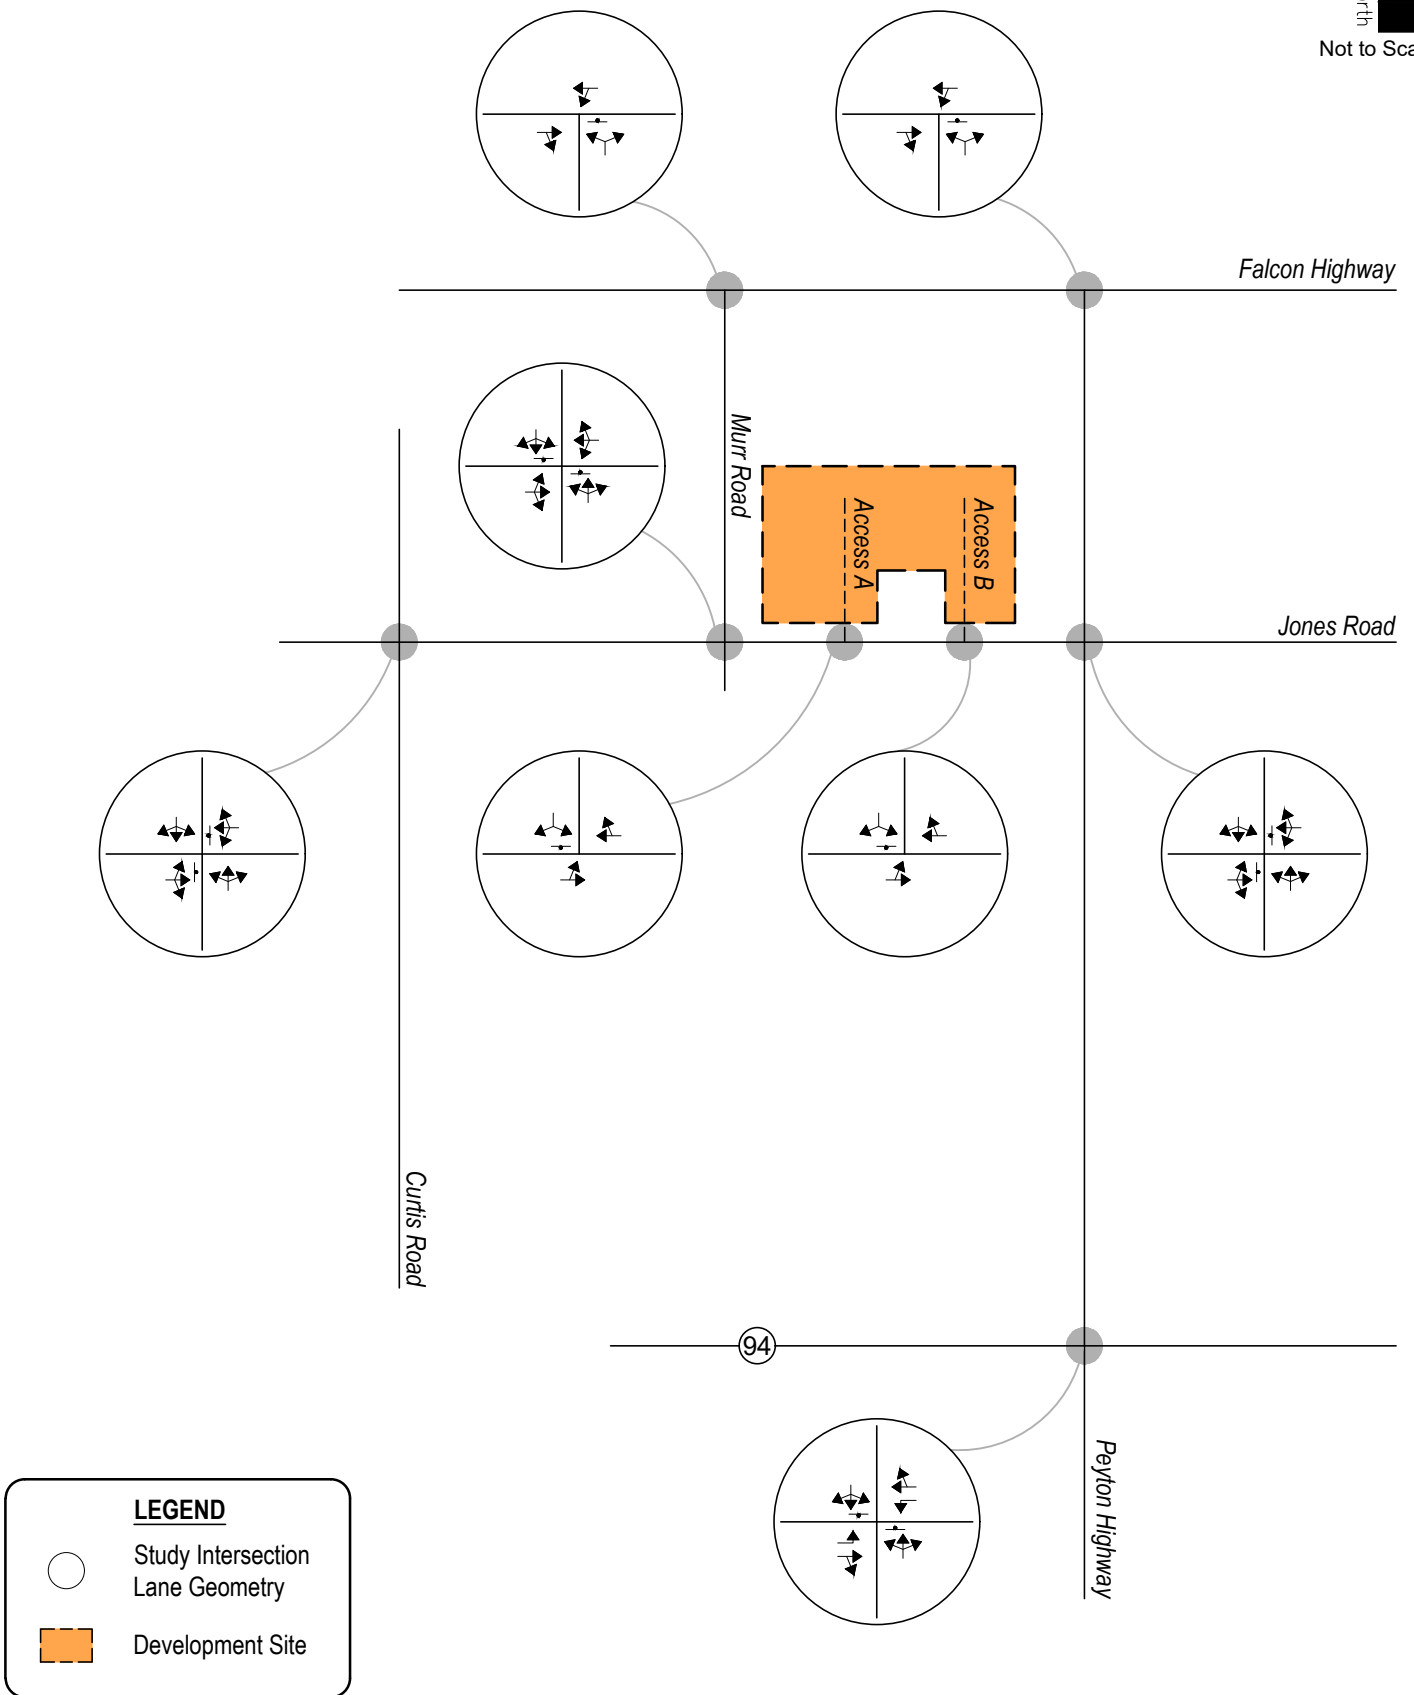 Not to Sca
Falcon Highway
Murr Road
Access A
Access B
Jones Road
Curtis Road
94
Peyton Highway
LEGEND
Study Intersection
Lane Geometry
Development Site